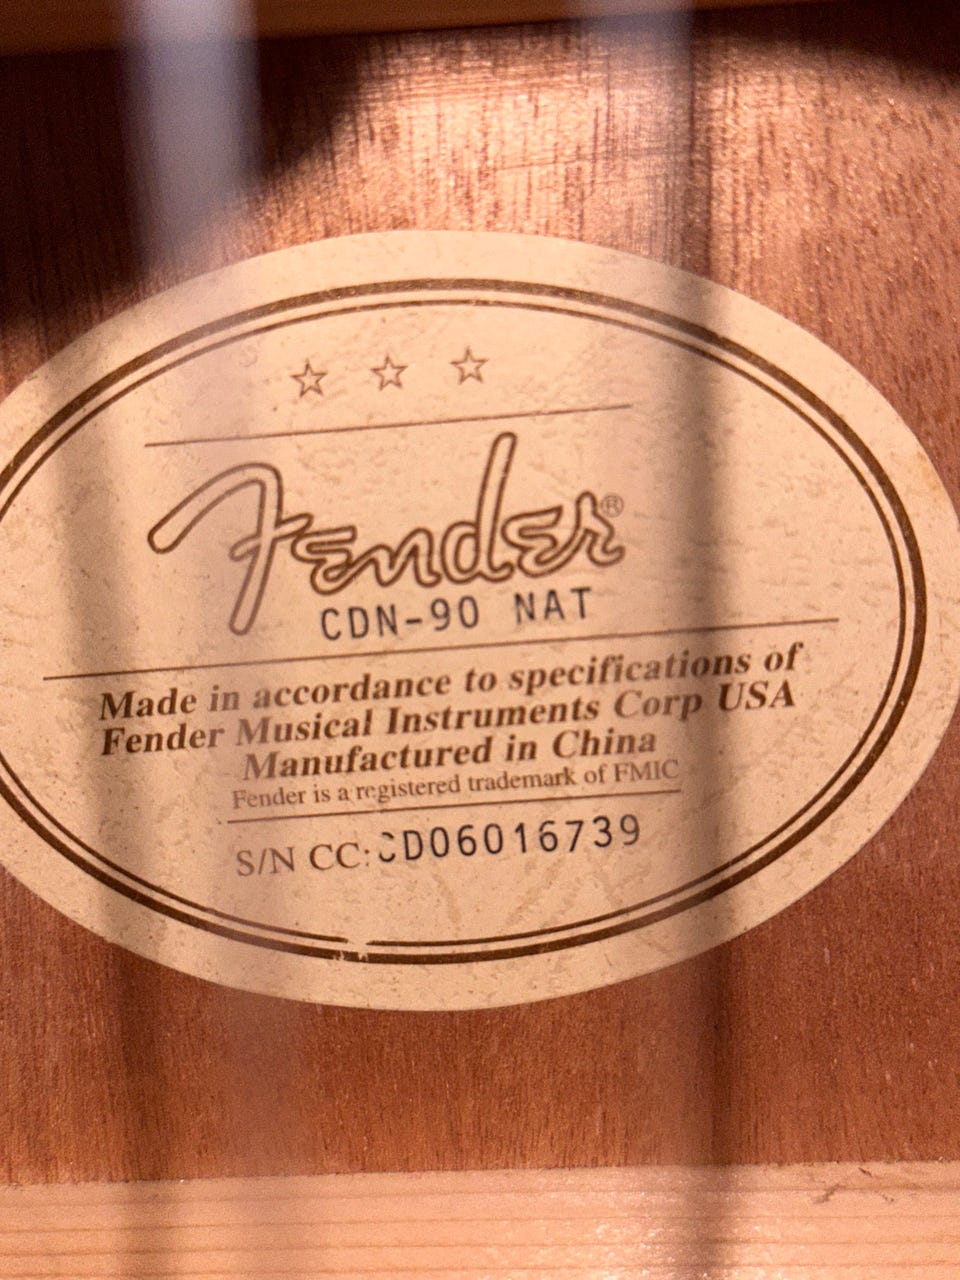 Fender®
CDN-90 NAT
Made in accordance to specifications of
Fender Musical Instruments Corp USA
Manufactured in China
Fender is a registered trademark of FMIC
S/N CC:CD06016739